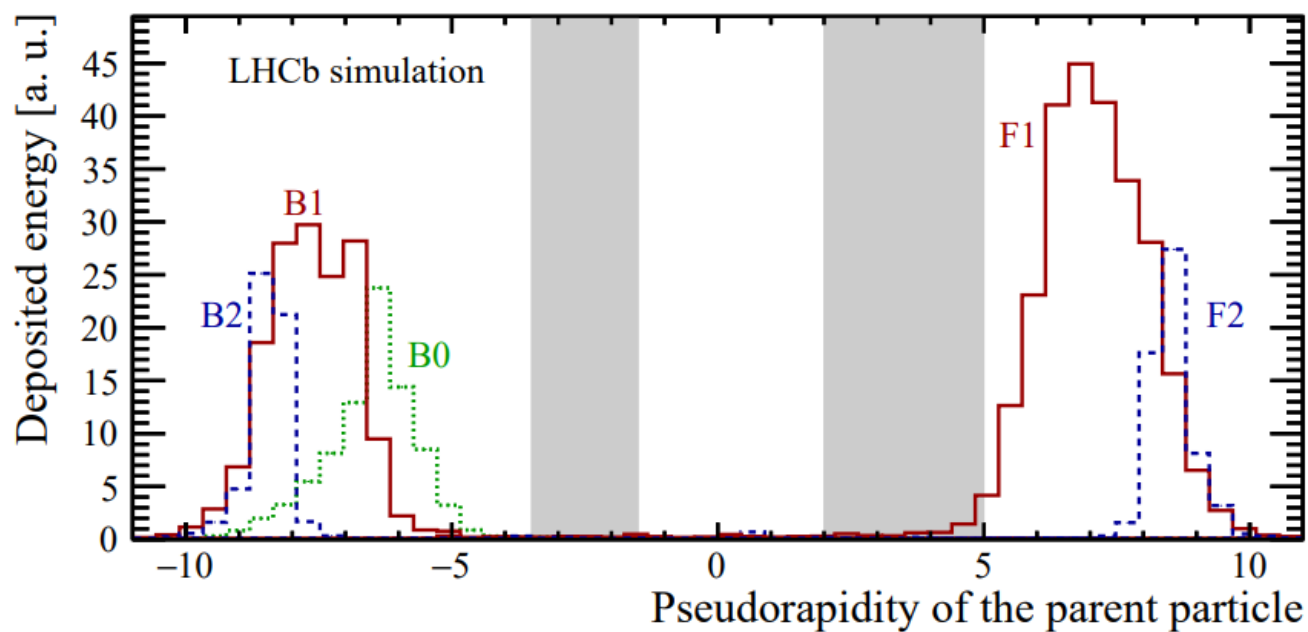 Deposited energy [a. u.]
45
40
35
30
25
20
15
10
5
0
LHCb simulation
B1
B2
B0
F1
F2
−10
−5
0
5
10
Pseudorapidity of the parent particle